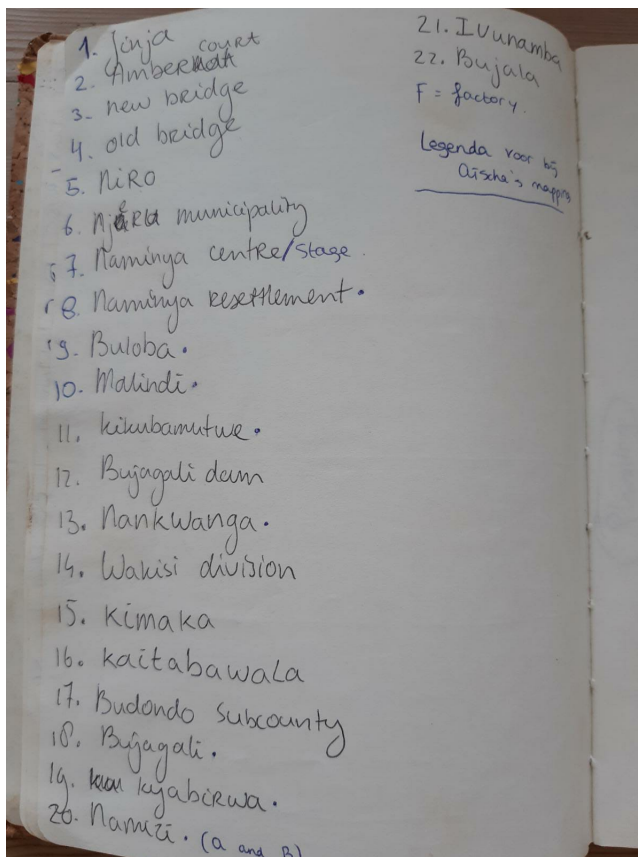 1. Jinja
2. Amber court
3. new bridge
4. old bridge
5. NiRO
6. Njeru municipality
7. Naminya centre/stage.
8. Naminya resettlement.
9. Buloba.
10. Malindi.
11. kikubamutwe.
12. Bujagali dam
13. Nankwanga.
14. Wakisi division
15. Kimaka
16. kaitabawala
17. Budondo subcounty
18. Bujagali.
19. kyabirwa.
20. Namizi. (a and B)
21. Ivunamba
22. Bujala
F = factory.
Legenda voor bij
Aischa's mapping